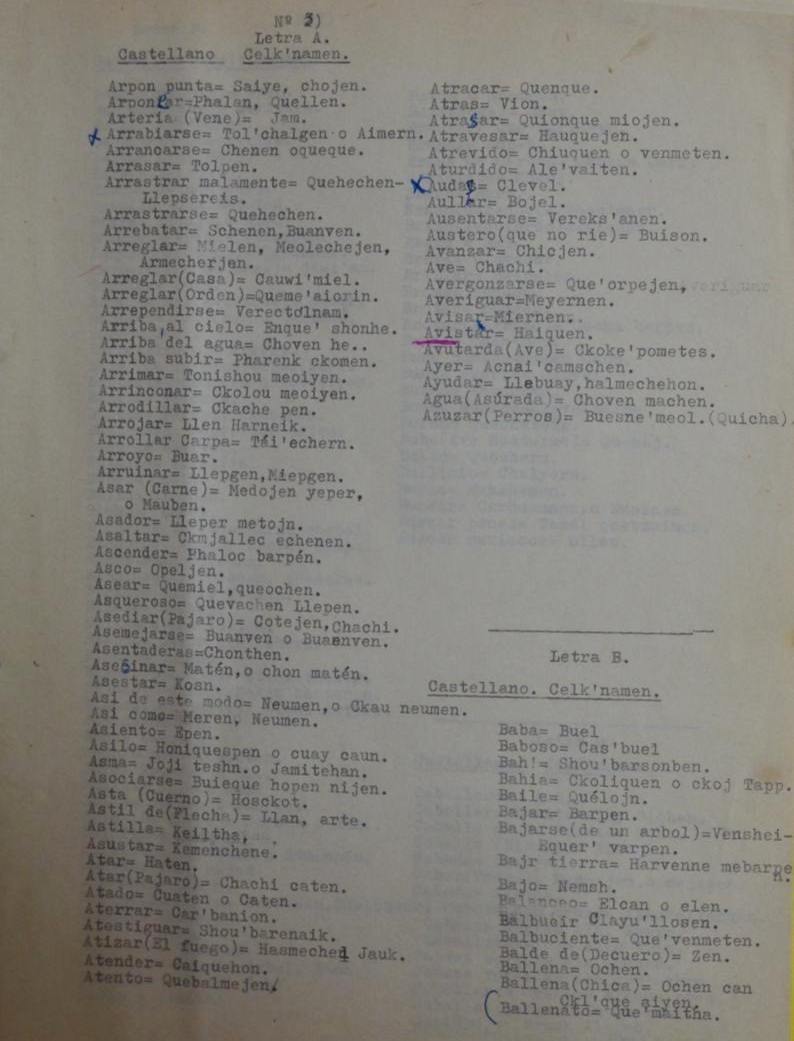 Nº 3)
Letra A.
Castellano Celk'namen.
Arpon punta= Saiye, chojen.
Arponear=Phalan, Quellen.
Arteria (Vene)= Jam.
Arrabiarse= Tol'chalgen o Aimern.
Arrancarse= Chenen oqueque.
Arrasar= Tolpen.
Arrastrar malamente= Quehechen-
Llepsereis.
Arrastrarse= Quehechen.
Arrebatar= Schenen,Buanven.
Arreglar= Mielen, Meolechejen,
Armecherjen.
Arreglar(Casa)= Cauwi'miel.
Arreglar(Orden)=Queme'aiorin.
Arrependirse= Verectolnam.
Arriba,al cielo= Enque' shonhe.
Arriba del agua= Choven he..
Arriba subir= Pharenk ckomen.
Arrimar= Tonishou meoiyen.
Arrinconar= Ckolou meoiyen.
Arrodillar= Ckache pen.
Arrojar= Llen Harneik.
Arrollar Carpa= Tái'echern.
Arroyo= Buar.
Arruinar= Llepgen,Miepgen.
Asar (Carne)= Medojen yeper,
o Mauben.
Asador= Lleper metojn.
Asaltar= Ckmjallec echenen.
Ascender= Phaloc barpén.
Asco= Opeljen.
Asear= Quemiel,queochen.
Asqueroso= Quevachen Llepen.
Asediar(Pajaro)= Cotejen,Chachi.
Asemejarse= Buanven o Buaenven.
Asentaderas=Chonthen.
Asesinar= Matén,o chon matén.
Asestar= Kosn.
Asi de este modo= Neumen,o Ckau neumen.
Asi como= Meren, Neumen.
Asiento= Epen.
Asilo= Honiquespen o cuay caun.
Asma= Joji teshn.o Jamitehan.
Asociarse= Buieque hopen nijen.
Asta (Cuerno)= Hosckot.
Astil de(Flecha)= Llan, arte.
Astilla= Keiltha,
Asustar= Kemenchene.
Atar= Haten.
Atar(Pajaro)= Chachi caten.
Atado= Cuaten o Caten.
Aterrar= Car'banion.
Atestiguar= Shou'barenaik.
Atizar(El fuego)= Hasmeched Jauk.
Atender= Caiquehon.
Atento= Quebalmejen.
Atracar= Quenque.
Atras= Vion.
Atrasar= Quionque miojen.
Atravesar= Hauquejen.
Atrevido= Chiuquen o venmeten.
Aturdido= Ale'vaiten.
Audas= Clevel.
Aullar= Bojel.
Ausentarse= Vereks'anen.
Austero(que no rie)= Buison.
Avanzar= Chicjen.
Ave= Chachi.
Avergonzarse= Que'orpejen,
Averiguar=Meyernen.
Avisar=Miernen..
Avistar= Haiquen.
Avutarda(Ave)= Ckoke'pometes.
Ayer= Acnai'camschen.
Ayudar= Llebuay,halmechehon.
Agua(Asúrada)= Choven machen.
Azuzar(Perros)= Buesne'meol.(Quicha)
Letra B.
Castellano. Celk'namen.
Baba= Buel
Baboso= Cas'buel
Bah!= Shou'barsonben.
Bahia= Ckoliquen o ckoj Tapp.
Baile= Quélojn.
Bajar= Barpen.
Bajarse(de un arbol)=Venshei-
Equer' varpen.
Bajr tierra= Harvenne mebarpe
n.
Bajo= Nemsh.
Balanceo= Elcan o elen.
Balbucir Clayu'llosen.
Balbuciente= Que'venmeten.
Balde de(Decuero)= Zen.
Ballena= Ochen.
Ballena(Chica)= Ochen can
Ckl'que aiven.
Ballenato= Que'maitha.